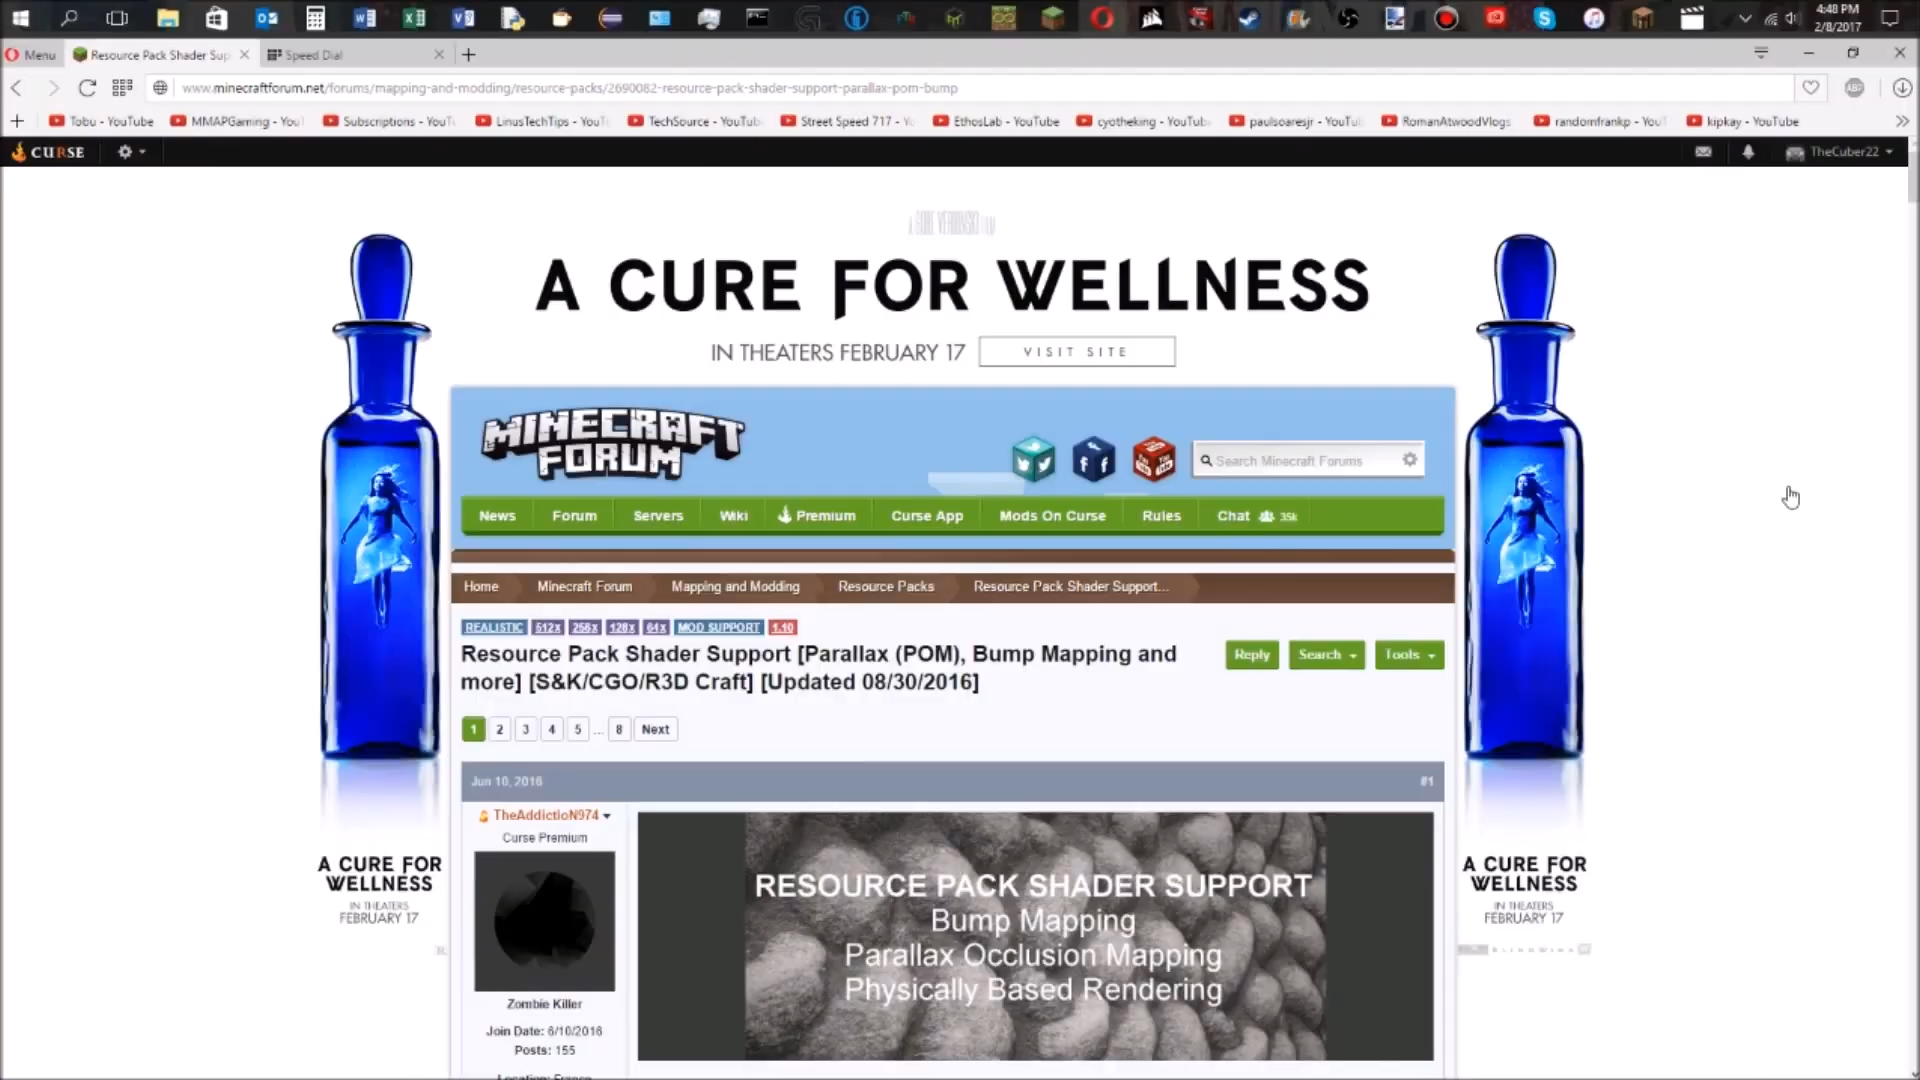 4:48 PM
2/8/2017
Menu
Resource Pack Shader Sup
Speed Dial
www.minecraftforum.net/forums/mapping-and-modding/resource-packs/2690082-resource-pack-shader-support-parallax-pom-bump
Tobu - YouTube
MMAPGaming - You
Subscriptions - YouT
LinusTechTips - YouT
TechSource - YouTub
Street Speed 717 - Y
EthosLab - YouTube
cyotheking - YouTub
paulsoaresjr - YouTu
RomanAtwoodVlogs
randomfrankp - YouT
kipkay - YouTube
CURSE
TheCuber22
A CURE FOR WELLNESS
IN THEATERS FEBRUARY 17
VISIT SITE
MINECRAFT
FORUM
Search Minecraft Forums
News
Forum
Servers
Wiki
Premium
Curse App
Mods On Curse
Rules
Chat
35k
Home
Minecraft Forum
Mapping and Modding
Resource Packs
Resource Pack Shader Support...
REALISTIC 512x 256x 128x 64x MOD SUPPORT 1.10
Resource Pack Shader Support [Parallax (POM), Bump Mapping and
more] [S&K/CGO/R3D Craft] [Updated 08/30/2016]
Reply
Search
Tools
1 2 3 4 5 ... 8 Next
Jun 10, 2016
#1
TheAddictioN974
Curse Premium
Zombie Killer
Join Date: 6/10/2016
Posts: 155
Location: France
RESOURCE PACK SHADER SUPPORT
Bump Mapping
Parallax Occlusion Mapping
Physically Based Rendering
A CURE FOR
WELLNESS
IN THEATERS
FEBRUARY 17
A CURE FOR
WELLNESS
IN THEATERS
FEBRUARY 17